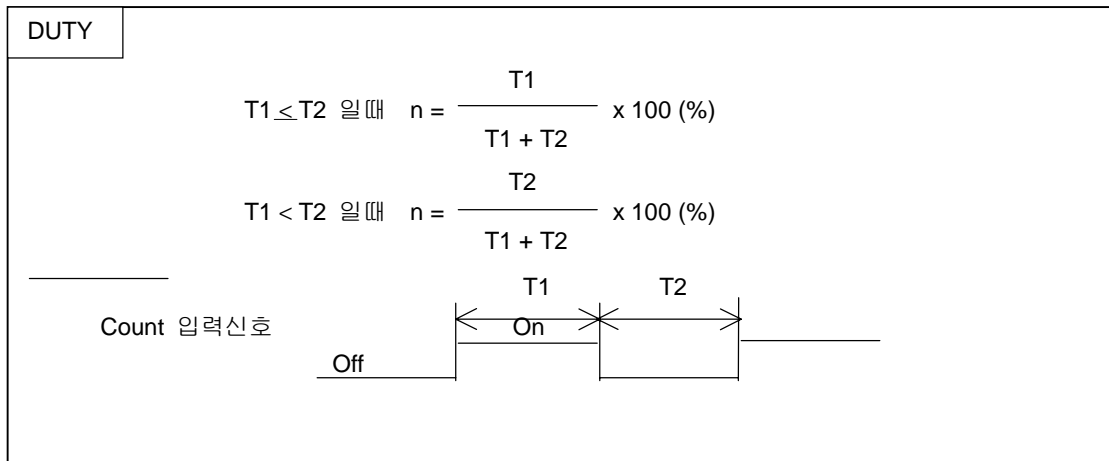 DUTY
T1
T1 ≤ T2 일때 n = x 100 (%)
T1 + T2
T2
T1 < T2 일때 n = x 100 (%)
T1 + T2
T1 T2
Count 입력신호 On
Off